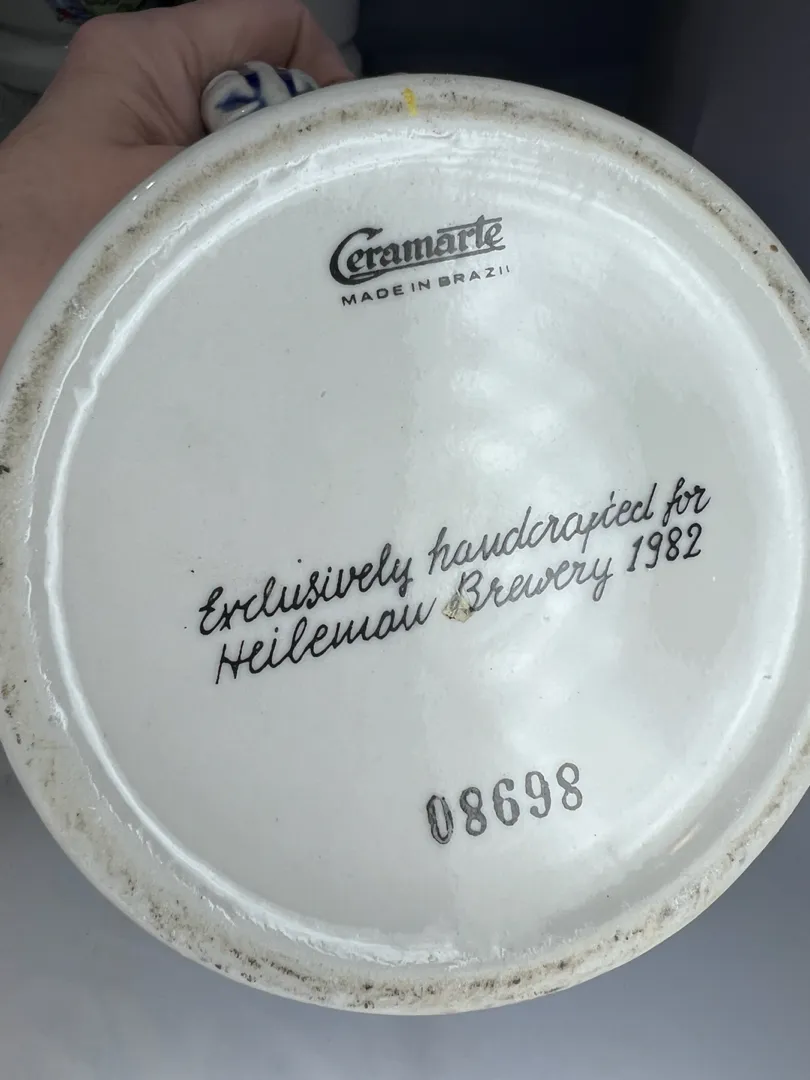 Ceramarte
MADE IN BRAZIL
Exclusively handcrafted for
Heileman Brewery 1982
08698